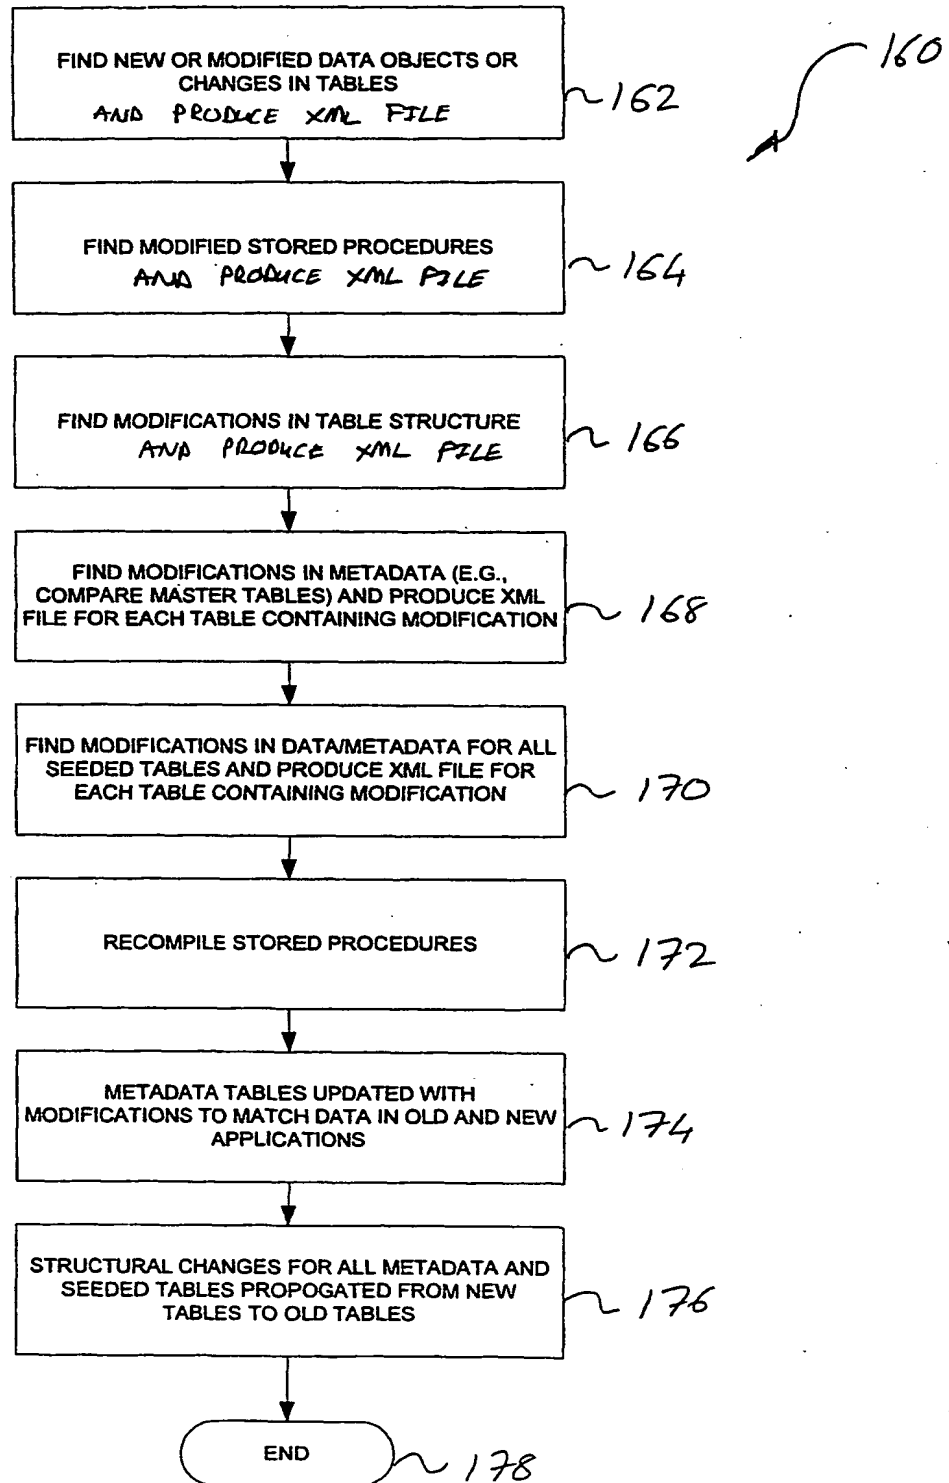 160
FIND NEW OR MODIFIED DATA OBJECTS OR
CHANGES IN TABLES
AND PRODUCE XML FILE
162
FIND MODIFIED STORED PROCEDURES
AND PRODUCE XML FILE
164
FIND MODIFICATIONS IN TABLE STRUCTURE
AND PRODUCE XML FILE
166
FIND MODIFICATIONS IN METADATA (E.G.,
COMPARE MASTER TABLES) AND PRODUCE XML
FILE FOR EACH TABLE CONTAINING MODIFICATION
168
FIND MODIFICATIONS IN DATA/METADATA FOR ALL
SEEDED TABLES AND PRODUCE XML FILE FOR
EACH TABLE CONTAINING MODIFICATION
170
RECOMPILE STORED PROCEDURES
172
METADATA TABLES UPDATED WITH
MODIFICATIONS TO MATCH DATA IN OLD AND NEW
APPLICATIONS
174
STRUCTURAL CHANGES FOR ALL METADATA AND
SEEDED TABLES PROPOGATED FROM NEW
TABLES TO OLD TABLES
176
END
178